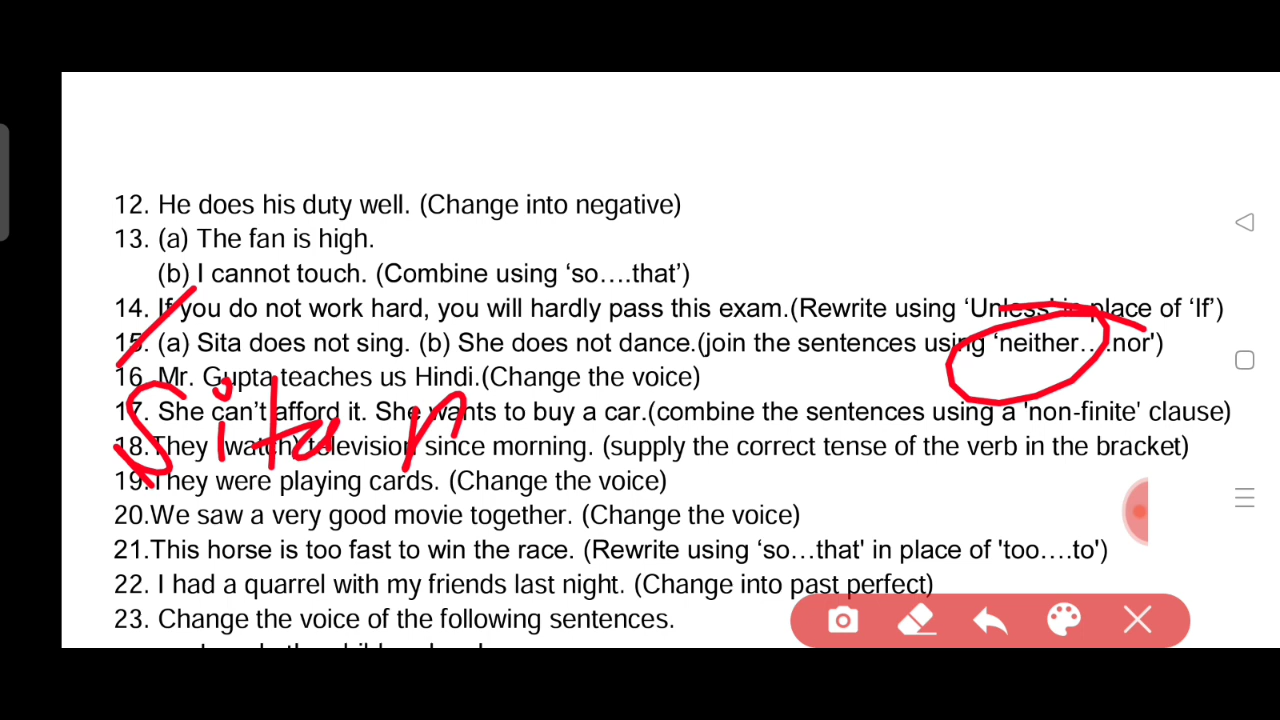 12. He does his duty well. (Change into negative)
13. (a) The fan is high.
(b) I cannot touch. (Combine using ‘so….that’)
14. If you do not work hard, you will hardly pass this exam.(Rewrite using ‘Unless’ in place of ‘If’)
15. (a) Sita does not sing. (b) She does not dance.(join the sentences using ‘neither….nor')
16. Mr. Gupta teaches us Hindi.(Change the voice)
17. She can’t afford it. She wants to buy a car.(combine the sentences using a 'non-finite' clause)
Sita n
18. They (watch) television since morning. (supply the correct tense of the verb in the bracket)
19. They were playing cards. (Change the voice)
20.We saw a very good movie together. (Change the voice)
21.This horse is too fast to win the race. (Rewrite using ‘so…that' in place of 'too….to')
22. I had a quarrel with my friends last night. (Change into past perfect)
23. Change the voice of the following sentences.